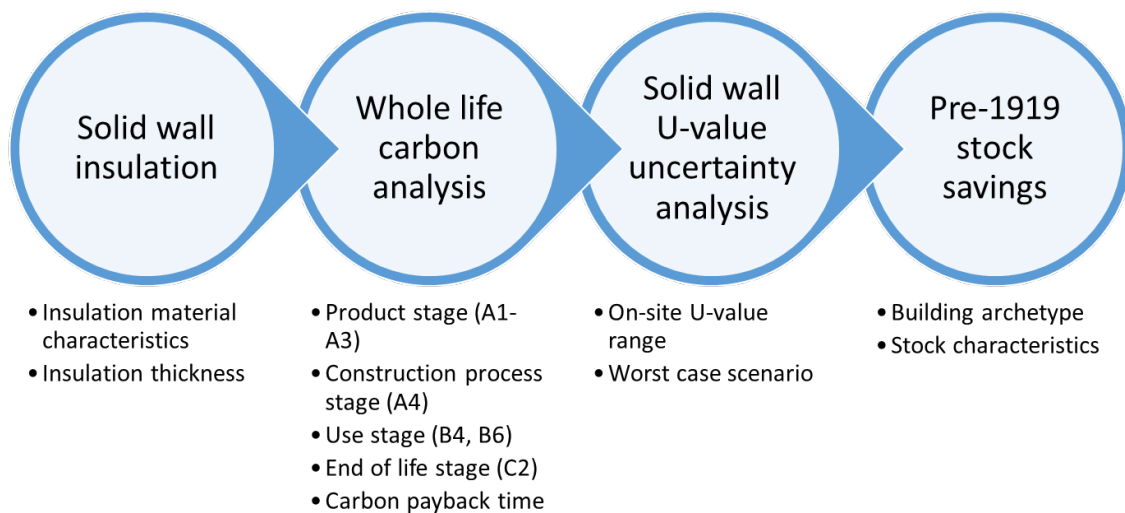 Solid wall
insulation
Whole life
carbon
analysis
Solid wall
U-value
uncertainty
analysis
Pre-1919
stock
savings
• Insulation material
characteristics
• Insulation thickness
• Product stage (A1-
A3)
• Construction process
stage (A4)
• Use stage (B4, B6)
• End of life stage (C2)
• Carbon payback time
• On-site U-value
range
• Worst case scenario
• Building archetype
• Stock characteristics